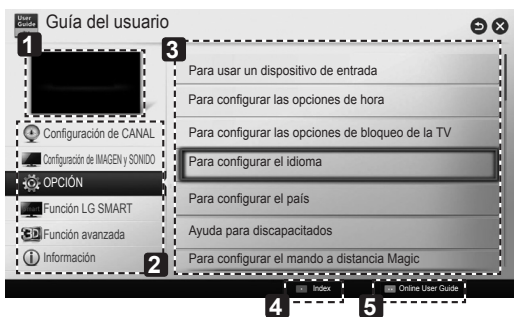 User
Guide
Guía del usuario
1
3
Para usar un dispositivo de entrada
Para configurar las opciones de hora
Configuración de CANAL
Para configurar las opciones de bloqueo de la TV
Configuración de IMAGEN y SONIDO
Para configurar el idioma
OPCIÓN
Para configurar el país
Función LG SMART
3D Función avanzada
Ayuda para discapacitados
Información
2
Para configurar el mando a distancia Magic
Index
Online User Guide
4
5